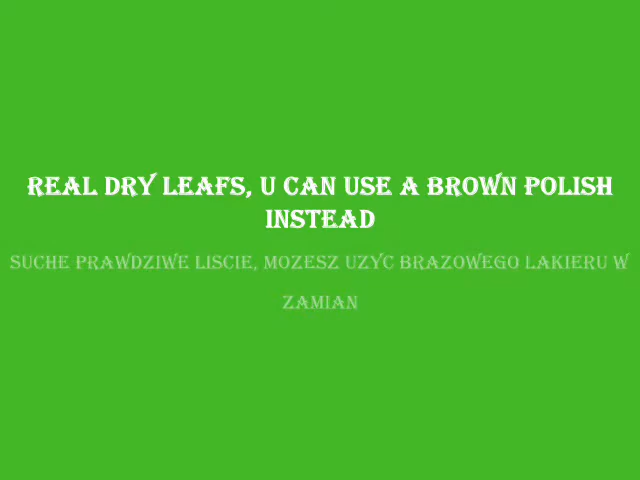 REAL DRY LEAFS, U CAN USE A BROWN POLISH
INSTEAD
SUCHE PRAWDZIWE LISCIE, MOZESZ UZYC BRAZOWEGO LAKIERU W
ZAMIAN